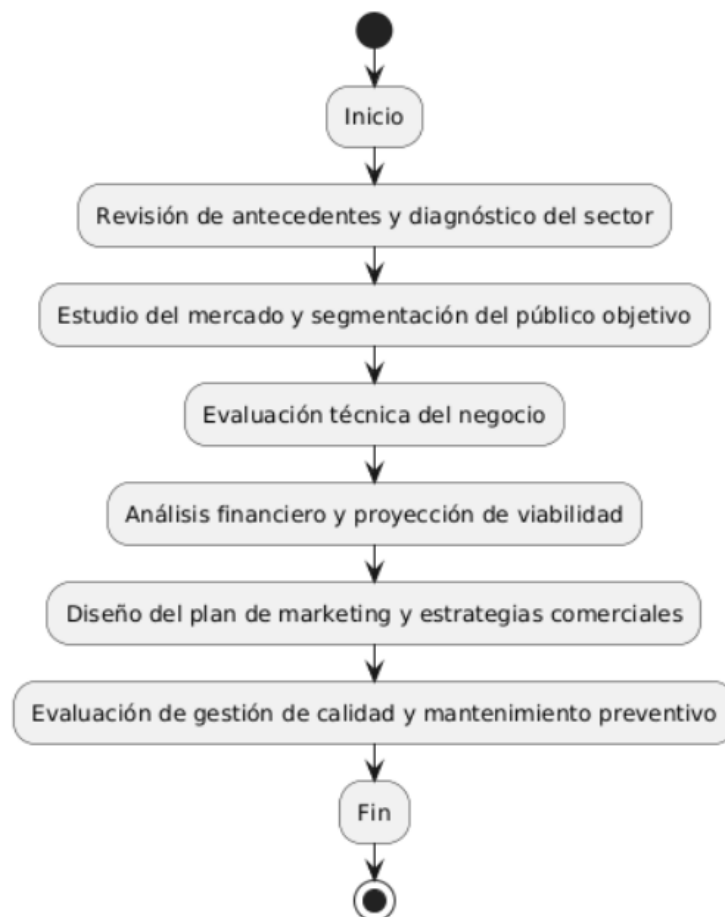 Inicio
Revisión de antecedentes y diagnóstico del sector
Estudio del mercado y segmentación del público objetivo
Evaluación técnica del negocio
Análisis financiero y proyección de viabilidad
Diseño del plan de marketing y estrategias comerciales
Evaluación de gestión de calidad y mantenimiento preventivo
Fin